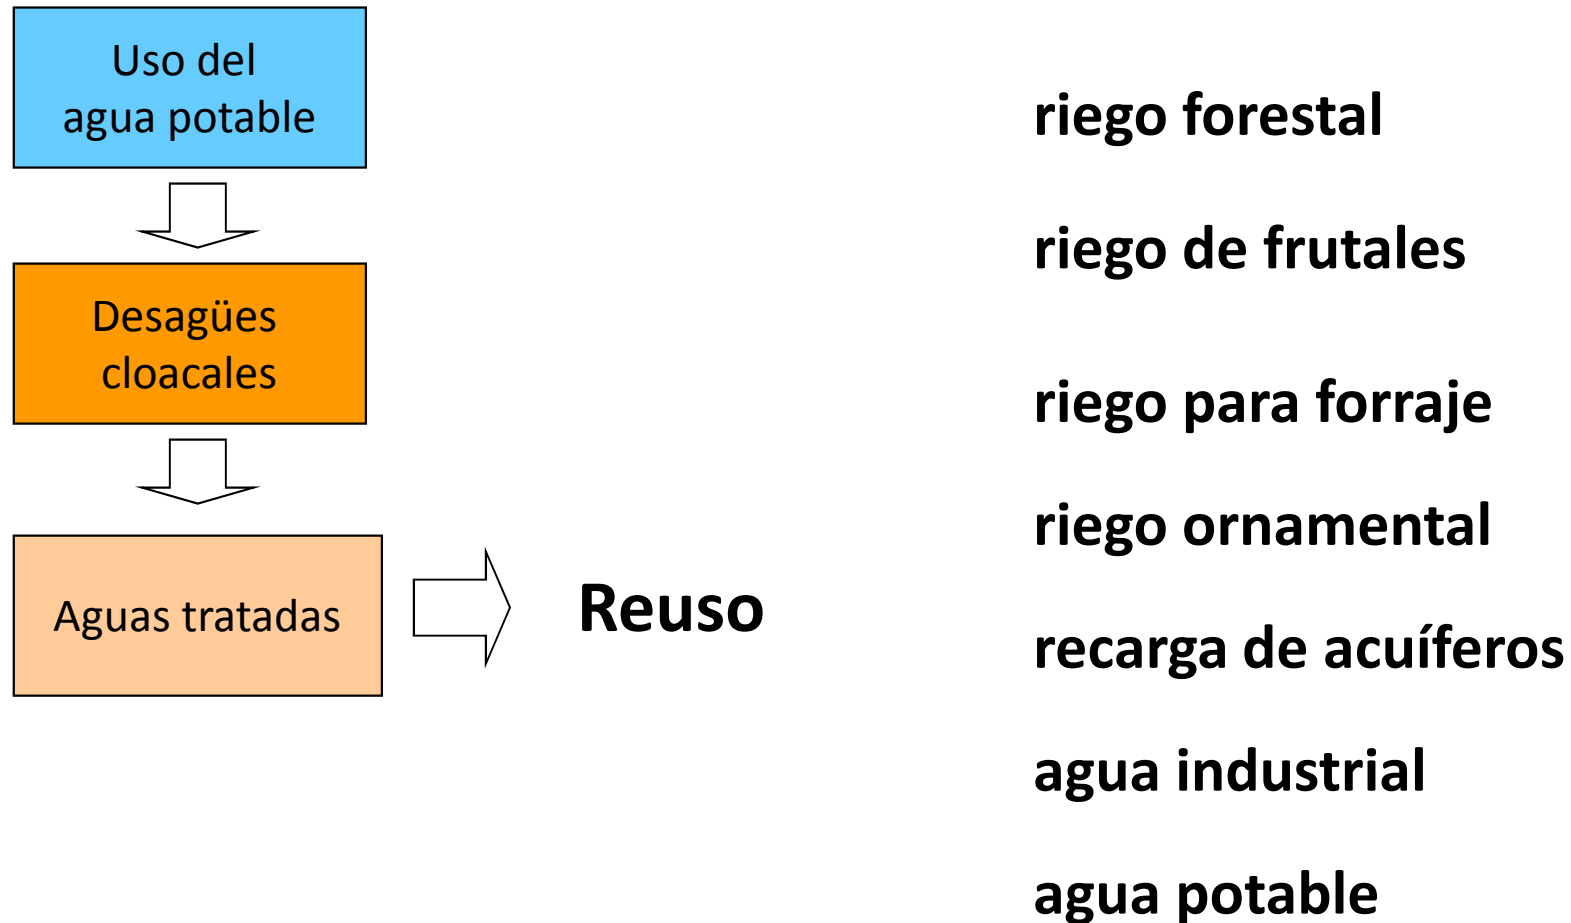 Uso del
agua potable
Desagües
cloacales
Aguas tratadas
Reuso
riego forestal
riego de frutales
riego para forraje
riego ornamental
recarga de acuíferos
agua industrial
agua potable